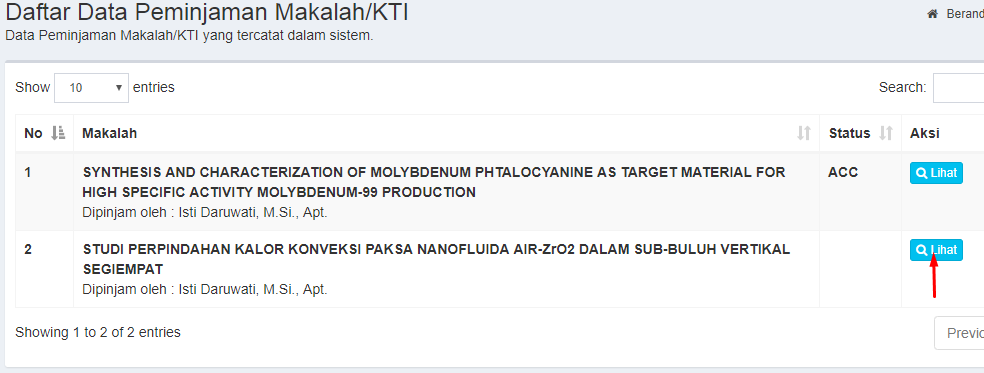 Daftar Data Peminjaman Makalah/KTI
Berand
Data Peminjaman Makalah/KTI yang tercatat dalam sistem.
Show 10 entries
Search:
No Makalah Status Aksi
1 SYNTHESIS AND CHARACTERIZATION OF MOLYBDENUM PHTALOCYANINE AS TARGET MATERIAL FOR ACC Lihat
HIGH SPECIFIC ACTIVITY MOLYBDENUM-99 PRODUCTION
Dipinjam oleh : Isti Daruwati, M.Si., Apt.
2 STUDI PERPINDAHAN KALOR KONVEKSI PAKSA NANOFLUIDA AIR-ZrO2 DALAM SUB-BULUH VERTIKAL Lihat
SEGIEMPAT
Dipinjam oleh : Isti Daruwati, M.Si., Apt.
Showing 1 to 2 of 2 entries
Previo